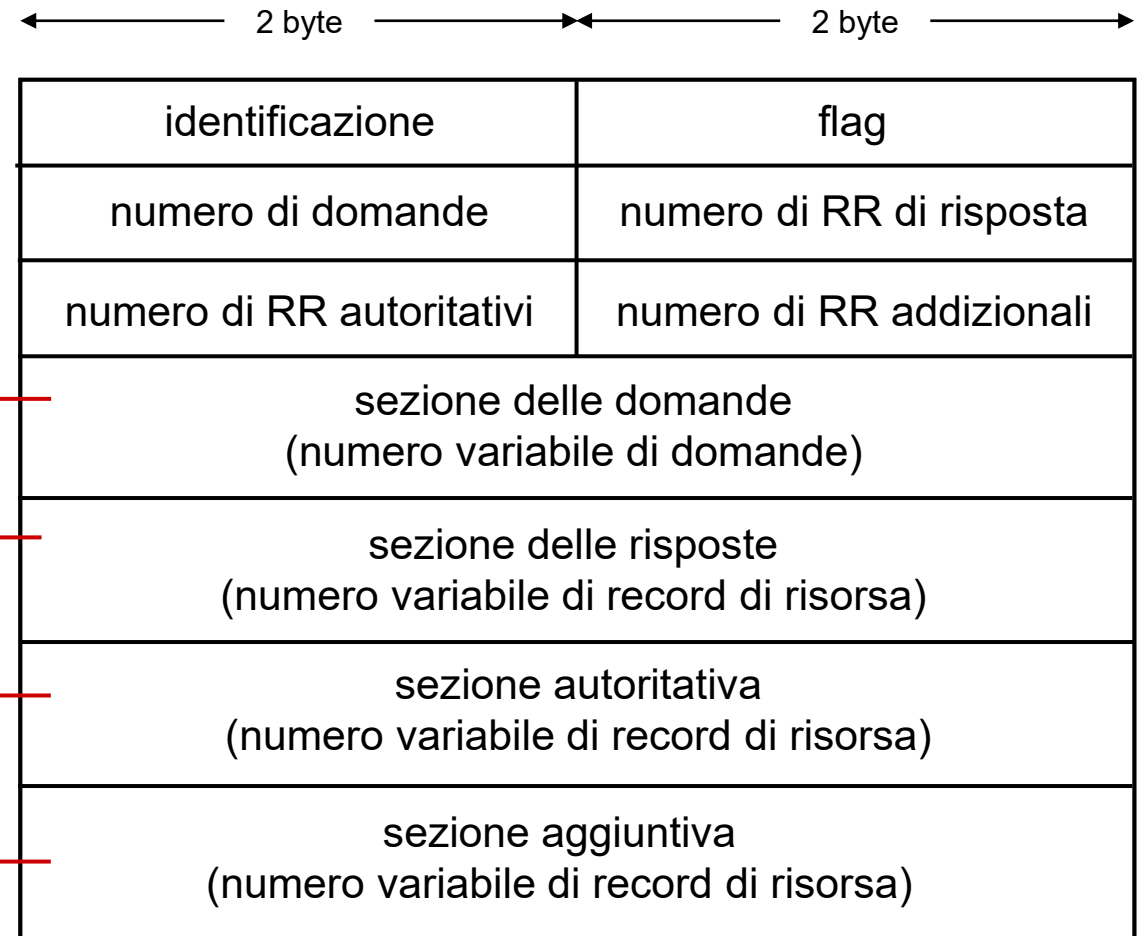 2 byte 2 byte
identificazione flag
numero di domande numero di RR di risposta
numero di RR autoritativi numero di RR addizionali
sezione delle domande
(numero variabile di domande)
sezione delle risposte
(numero variabile di record di risorsa)
sezione autoritativa
(numero variabile di record di risorsa)
sezione aggiuntiva
(numero variabile di record di risorsa)